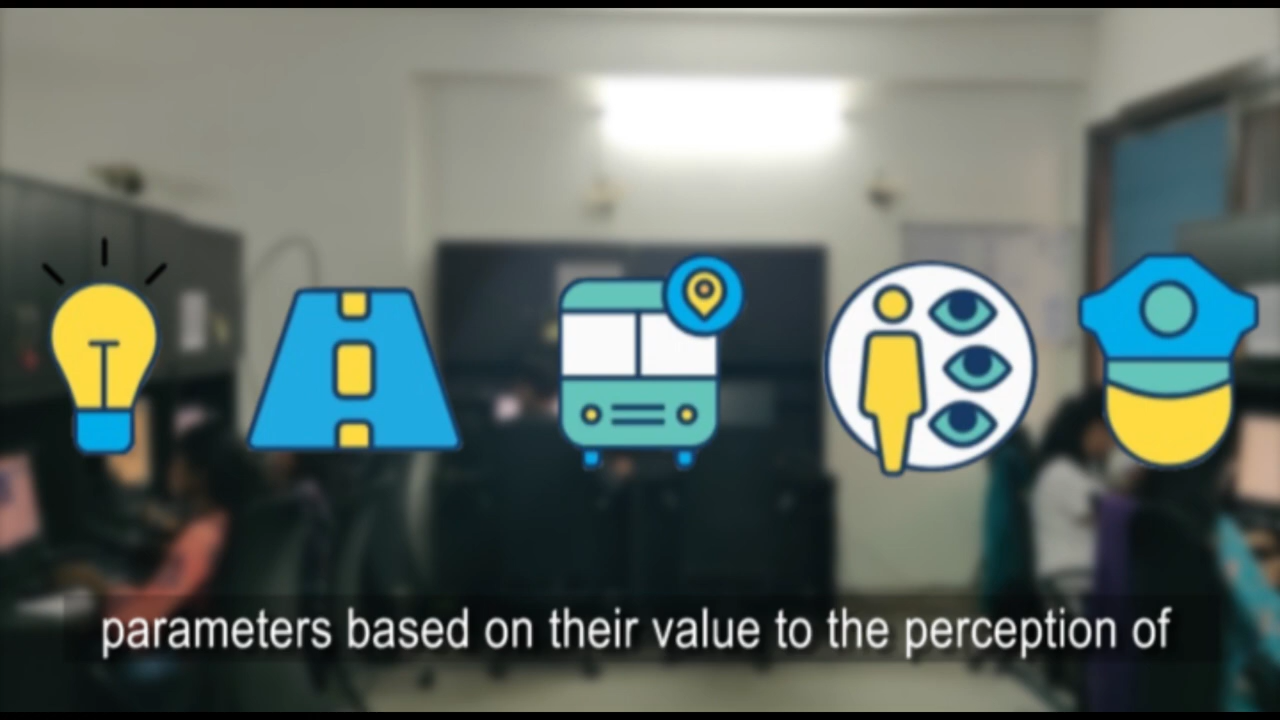 parameters based on their value to the perception of